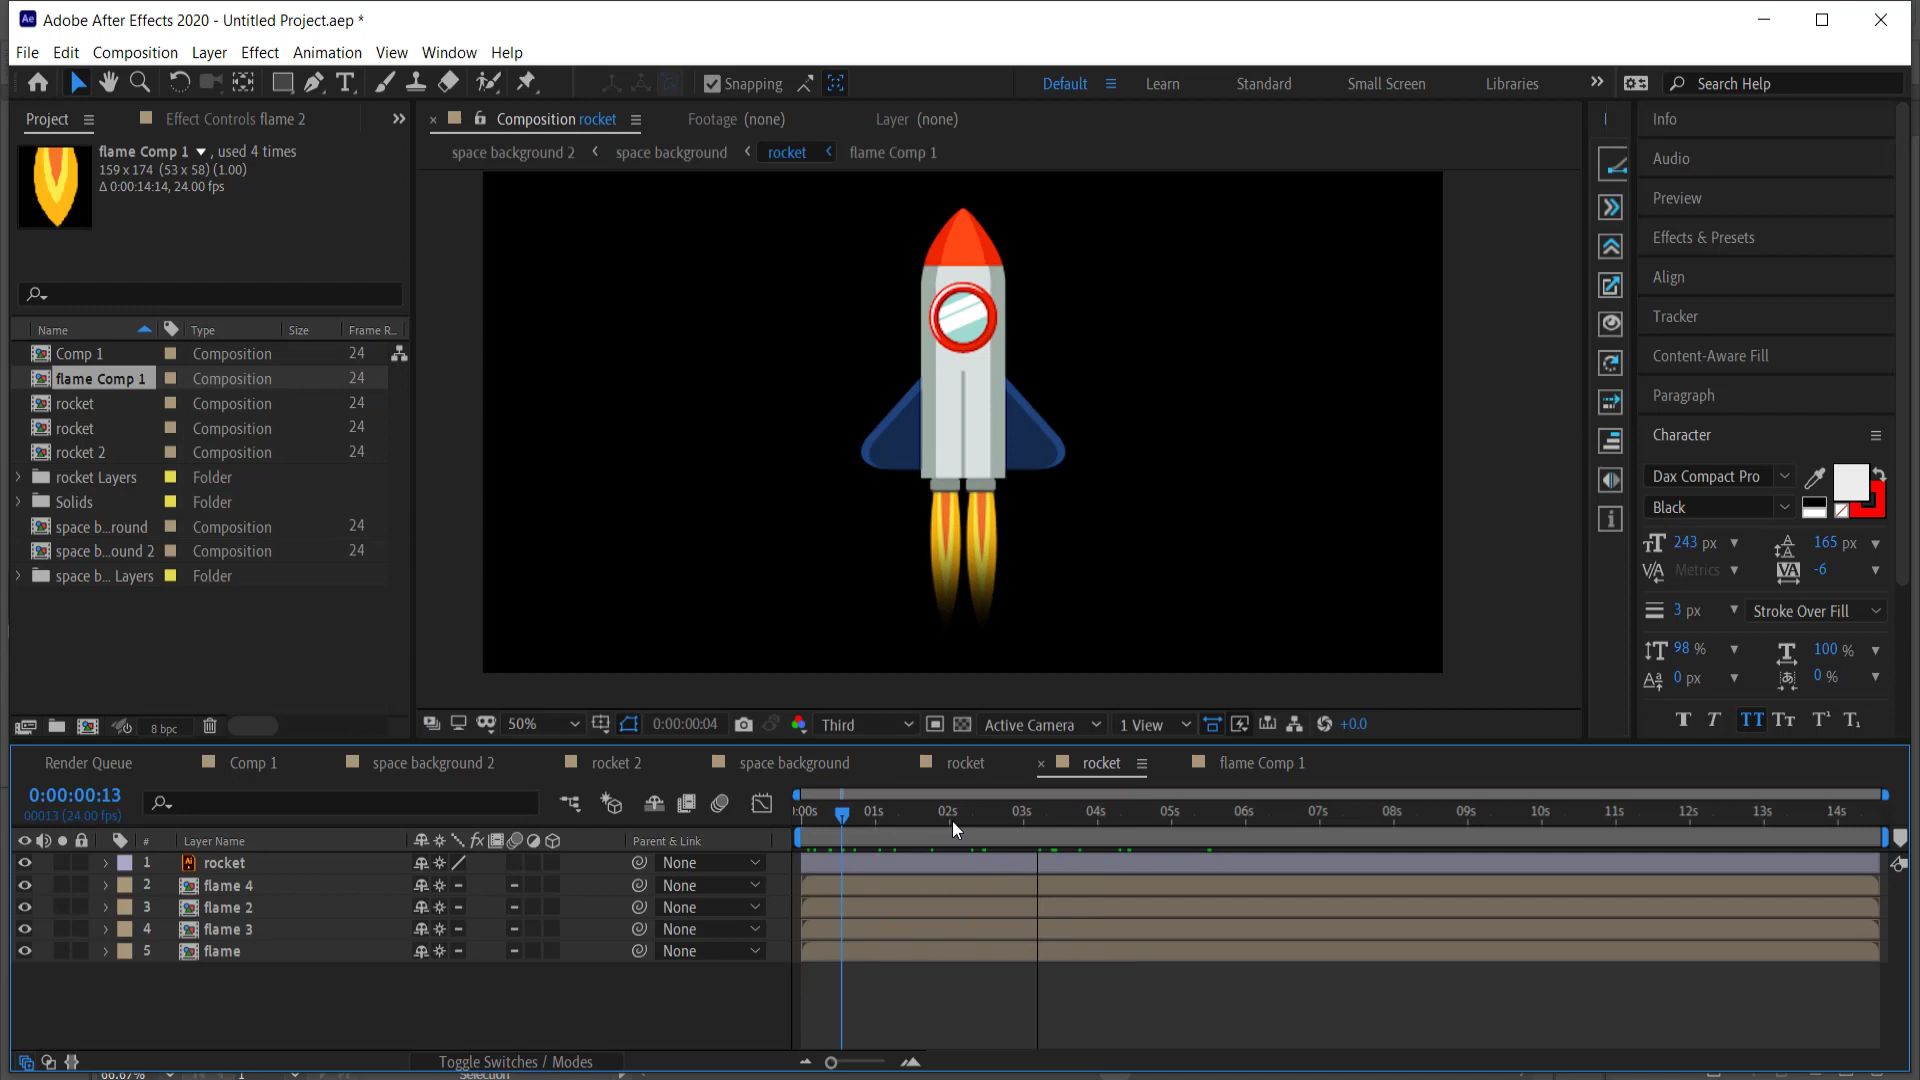 Ae Adobe After Effects 2020 - Untitled Project.aep *
File Edit Composition Layer Effect Animation View Window Help
Snapping Default Learn Standard Small Screen Libraries Search Help
Project Effect Controls flame 2
Composition rocket Footage (none) Layer (none)
space background 2 space background rocket flame Comp 1
flame Comp 1 , used 4 times
159 x 174 (53 x 58) (1.00)
Δ 0:00:14:14, 24.00 fps
Name Type Size Frame R...
Comp 1 Composition 24
flame Comp 1 Composition 24
rocket Composition 24
rocket Composition 24
rocket 2 Composition 24
rocket Layers Folder
Solids Folder
space b...round Composition 24
space b...ound 2 Composition 24
space b... Layers Folder
8 bpc
50% 0:00:00:04 Third Active Camera 1 View +0.0
Info
Audio
Preview
Effects & Presets
Align
Tracker
Content-Aware Fill
Paragraph
Character
Dax Compact Pro
Black
243 px 165 px
Metrics -6
3 px Stroke Over Fill
98 % 100 %
0 px 0 %
T T TT Tт T¹ T₁
Render Queue Comp 1 space background 2 rocket 2 space background rocket rocket flame Comp 1
0:00:00:13
00013 (24.00 fps)
:00s 01s 02s 03s 04s 05s 06s 07s 08s 09s 10s 11s 12s 13s 14s
# Layer Name fx Parent & Link
1 Ai rocket None
2 flame 4 None
3 flame 2 None
4 flame 3 None
5 flame None
Toggle Switches / Modes
66.67% 1 Selection